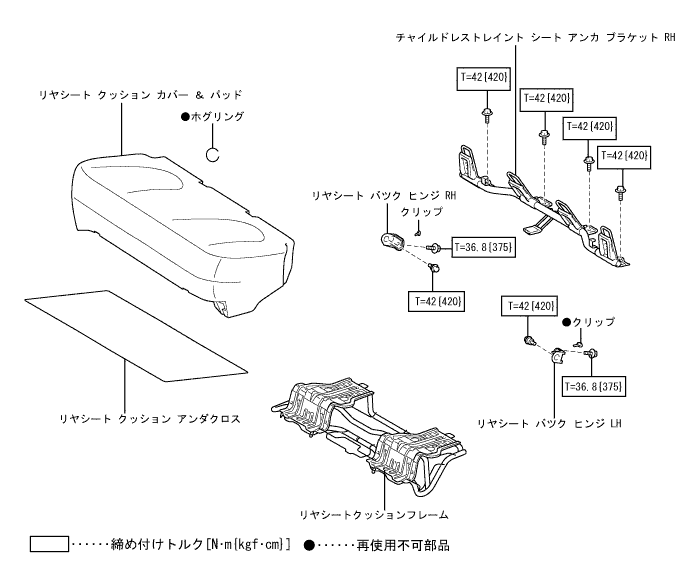 チャイルドレストレイント シート アンカ ブラケット RH
T=42{420}
リヤシート クッション カバー & パッド
T=42{420}
●ホグリング
T=42{420}
T=42{420}
リヤシート バツク ヒンジ RH
クリップ
T=36.8{375}
T=42{420}
T=42{420}
●クリップ
T=36.8{375}
リヤシート クッション アンダクロス
リヤシート バツク ヒンジ LH
リヤシートクッションフレーム
······締め付けトルク[N·m{kgf·cm}] ●······再使用不可部品